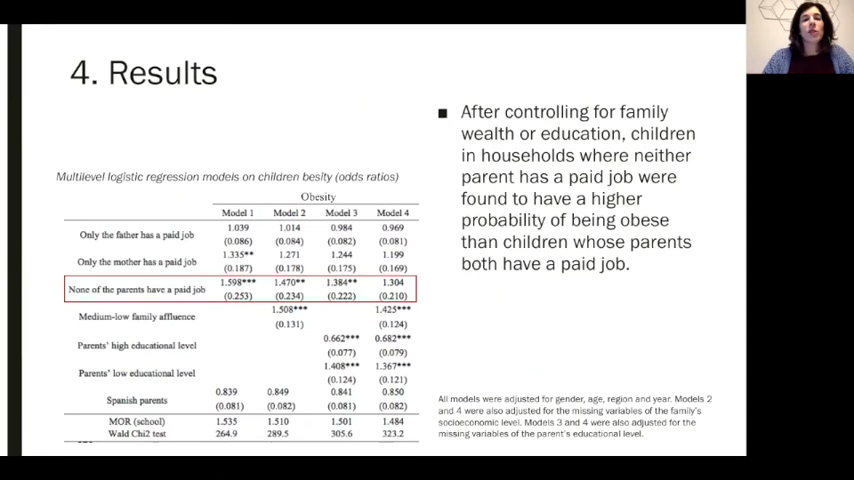 4. Results
Multilevel logistic regression models on children besity (odds ratios)
Obesity
Model 1 Model 2 Model 3 Model 4
Only the father has a paid job 1.039 1.014 0.984 0.969
(0.086) (0.084) (0.082) (0.081)
Only the mother has a paid job 1.335** 1.271 1.244 1.199
(0.187) (0.178) (0.175) (0.169)
None of the parents have a paid job 1.598*** 1.470** 1.384** 1.304
(0.253) (0.234) (0.222) (0.210)
Medium-low family affluence 1.508*** 1.425***
(0.131) (0.124)
Parents' high educational level 0.662*** 0.682***
(0.077) (0.079)
Parents' low educational level 1.408*** 1.367***
(0.124) (0.121)
Spanish parents 0.839 0.849 0.841 0.850
(0.081) (0.082) (0.081) (0.082)
MOR (school) 1.535 1.510 1.501 1.484
Wald Chi2 test 264.9 289.5 305.6 323.2
■ After controlling for family
wealth or education, children
in households where neither
parent has a paid job were
found to have a higher
probability of being obese
than children whose parents
both have a paid job.
All models were adjusted for gender, age, region and year. Models 2
and 4 were also adjusted for the missing variables of the family's
socioeconomic level. Models 3 and 4 were also adjusted for the
missing variables of the parent's educational level.